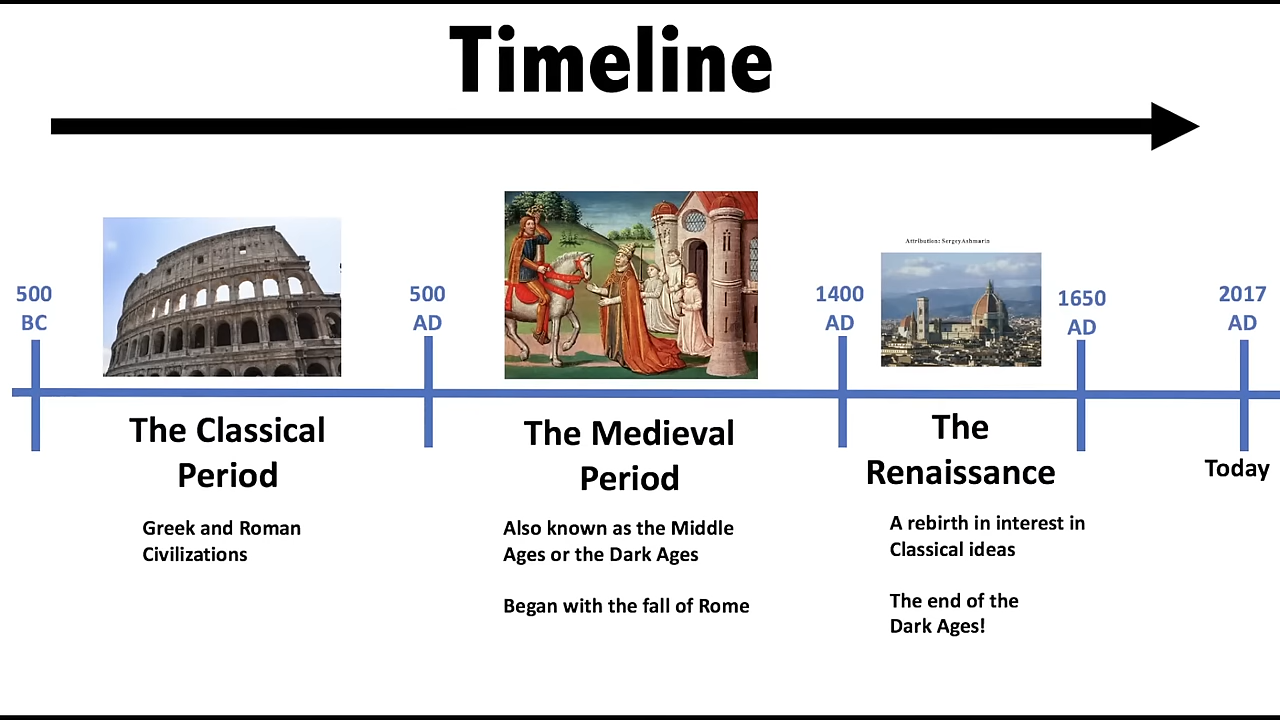 Timeline
Attribution: SergeyAshmarin
500
BC
500
AD
1400
AD
1650
AD
2017
AD
The Classical
Period
Greek and Roman
Civilizations
The Medieval
Period
Also known as the Middle
Ages or the Dark Ages
Began with the fall of Rome
The
Renaissance
A rebirth in interest in
Classical ideas
The end of the
Dark Ages!
Today